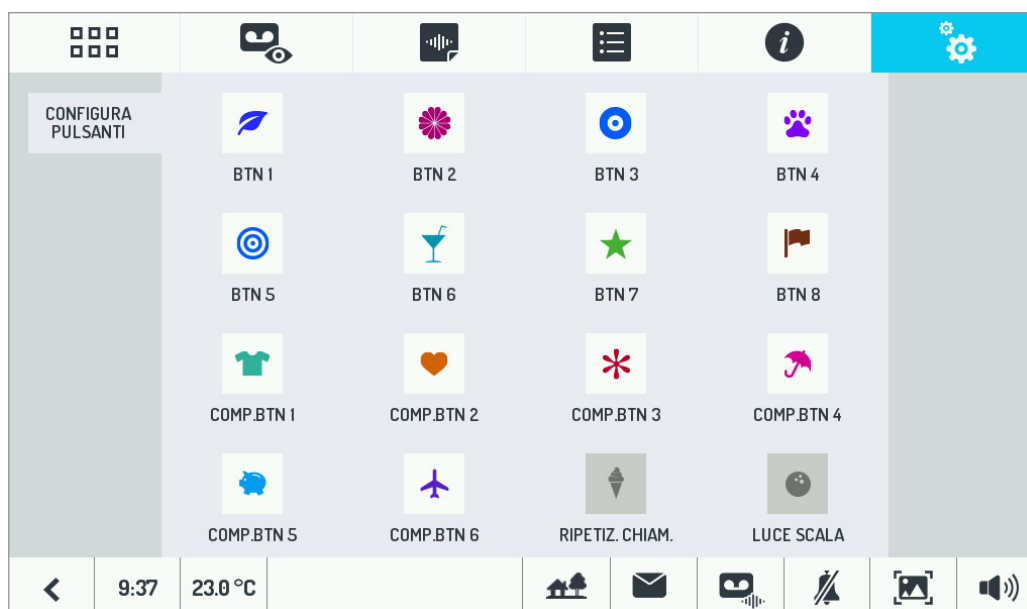 CONFIGURA
PULSANTI
BTN 1
BTN 2
BTN 3
BTN 4
BTN 5
BTN 6
BTN 7
BTN 8
COMP.BTN 1
COMP.BTN 2
COMP.BTN 3
COMP.BTN 4
COMP.BTN 5
COMP.BTN 6
RIPETIZ. CHIAM.
LUCE SCALA
9:37
23.0 °C